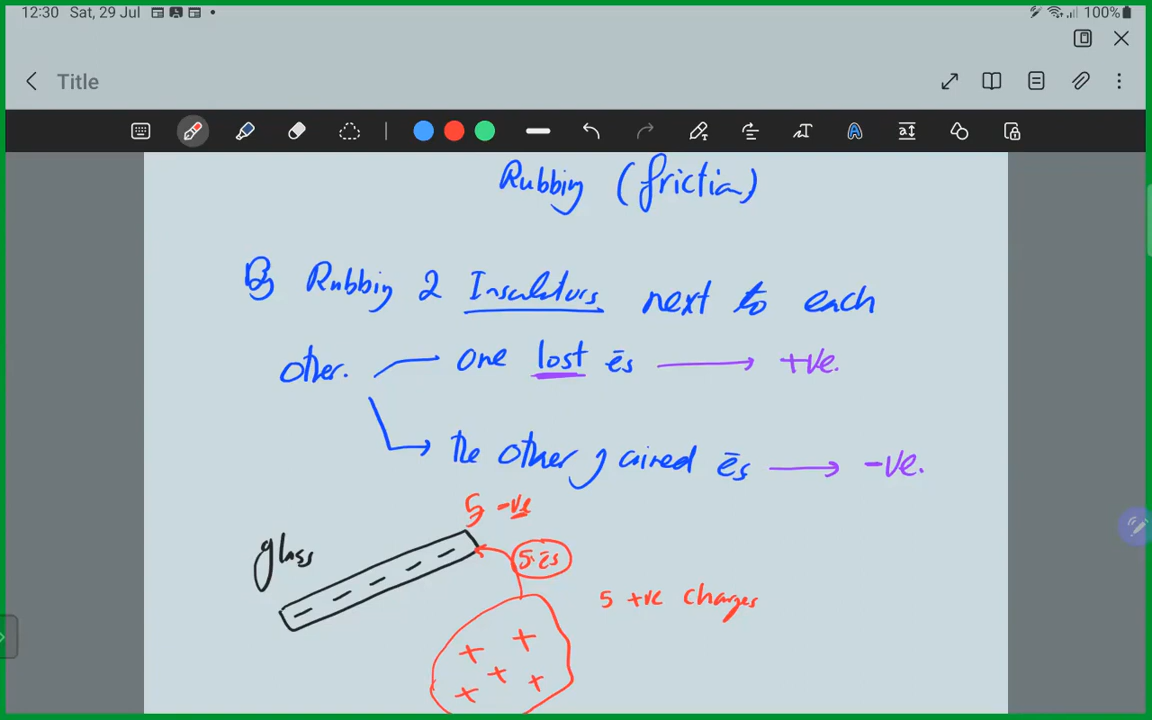 12:30 Sat, 29 Jul
100%
Title
Rubbing (friction)
By Rubbing 2 Insulators next to each
other.
one lost ēs → +ve.
the other gained ēs → -ve.
5 -ve
glass
5 ēs
5 +ve charges
+ +
+
+ +